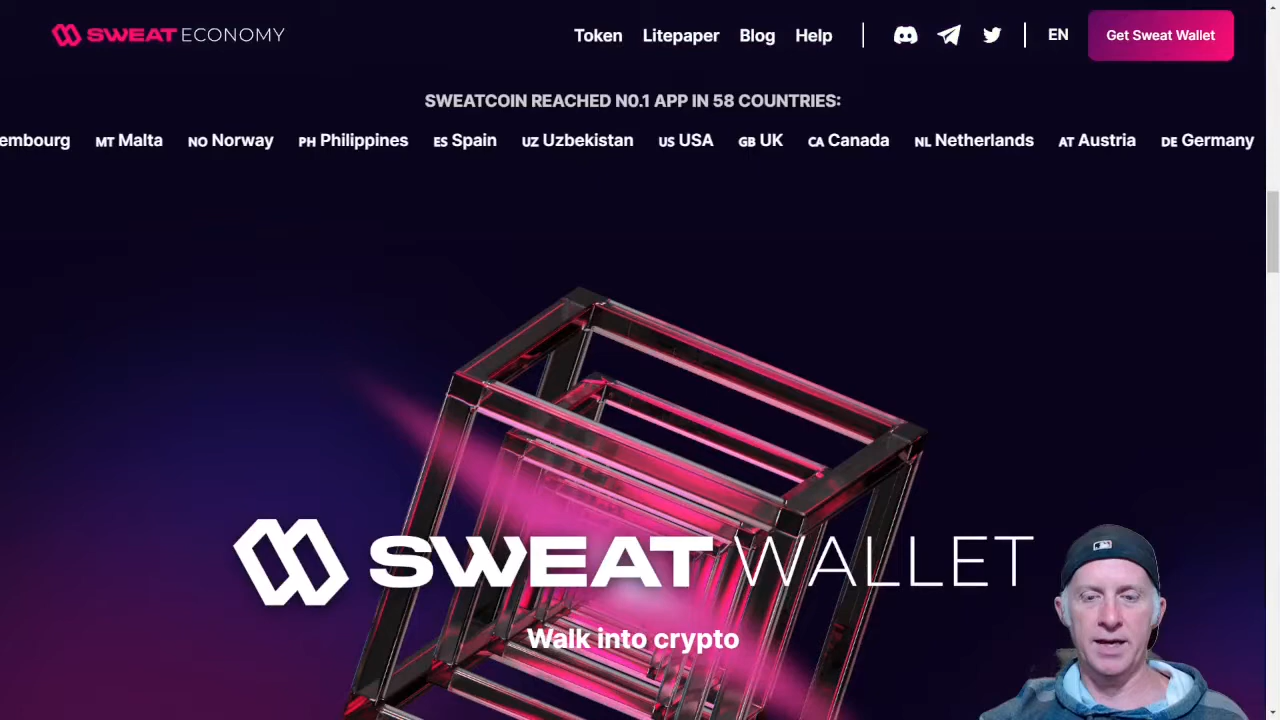 SWEAT ECONOMY Token Litepaper Blog Help EN Get Sweat Wallet
SWEATCOIN REACHED N0.1 APP IN 58 COUNTRIES:
embourg MT Malta NO Norway PH Philippines ES Spain UZ Uzbekistan US USA GB UK CA Canada NL Netherlands AT Austria DE Germany
SWEAT WALLET
Walk into crypto